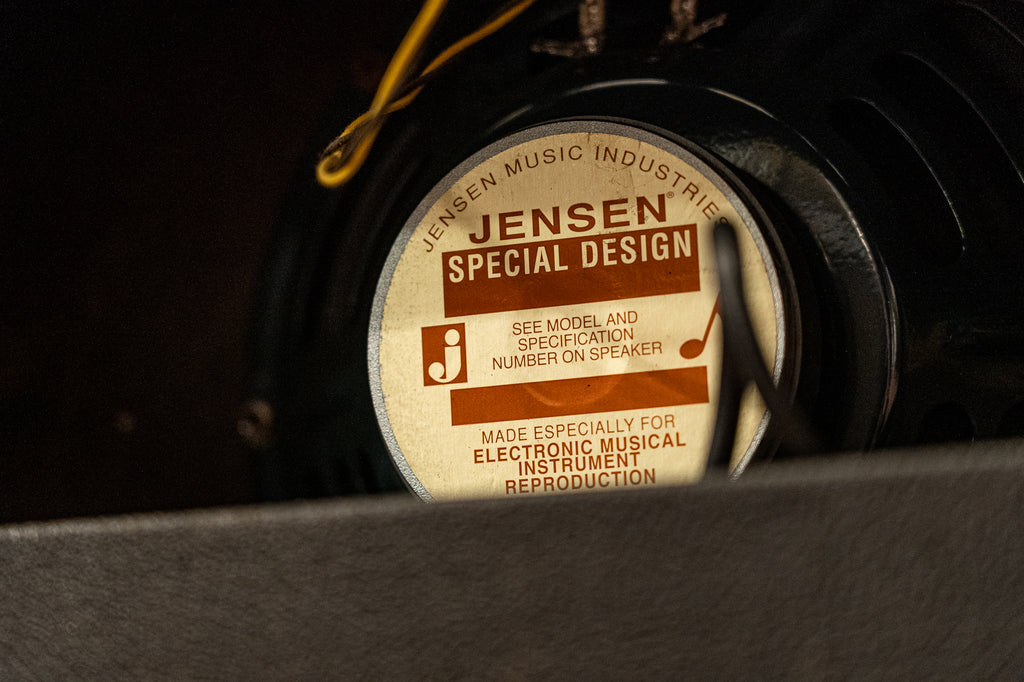 JENSEN MUSIC INDUSTRIES
JENSEN®
SPECIAL DESIGN
j
SEE MODEL AND
SPECIFICATION
NUMBER ON SPEAKER
MADE ESPECIALLY FOR
ELECTRONIC MUSICAL
INSTRUMENT
REPRODUCTION